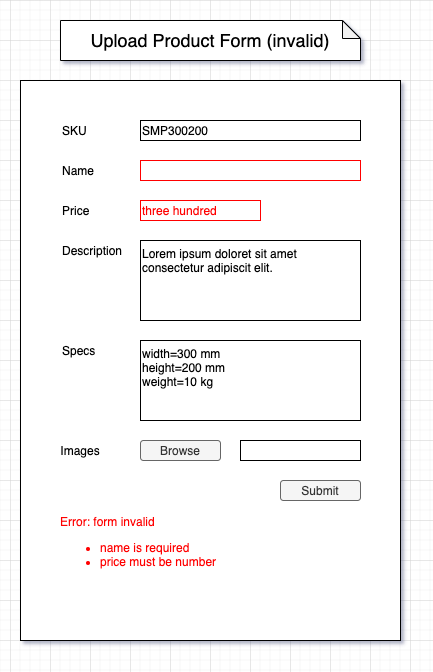 Upload Product Form (invalid)
SKU
SMP300200
Name
Price
three hundred
Description
Lorem ipsum doloret sit amet
consectetur adipiscit elit.
Specs
width=300 mm
height=200 mm
weight=10 kg
Images
Browse
Submit
Error: form invalid
• name is required
• price must be number